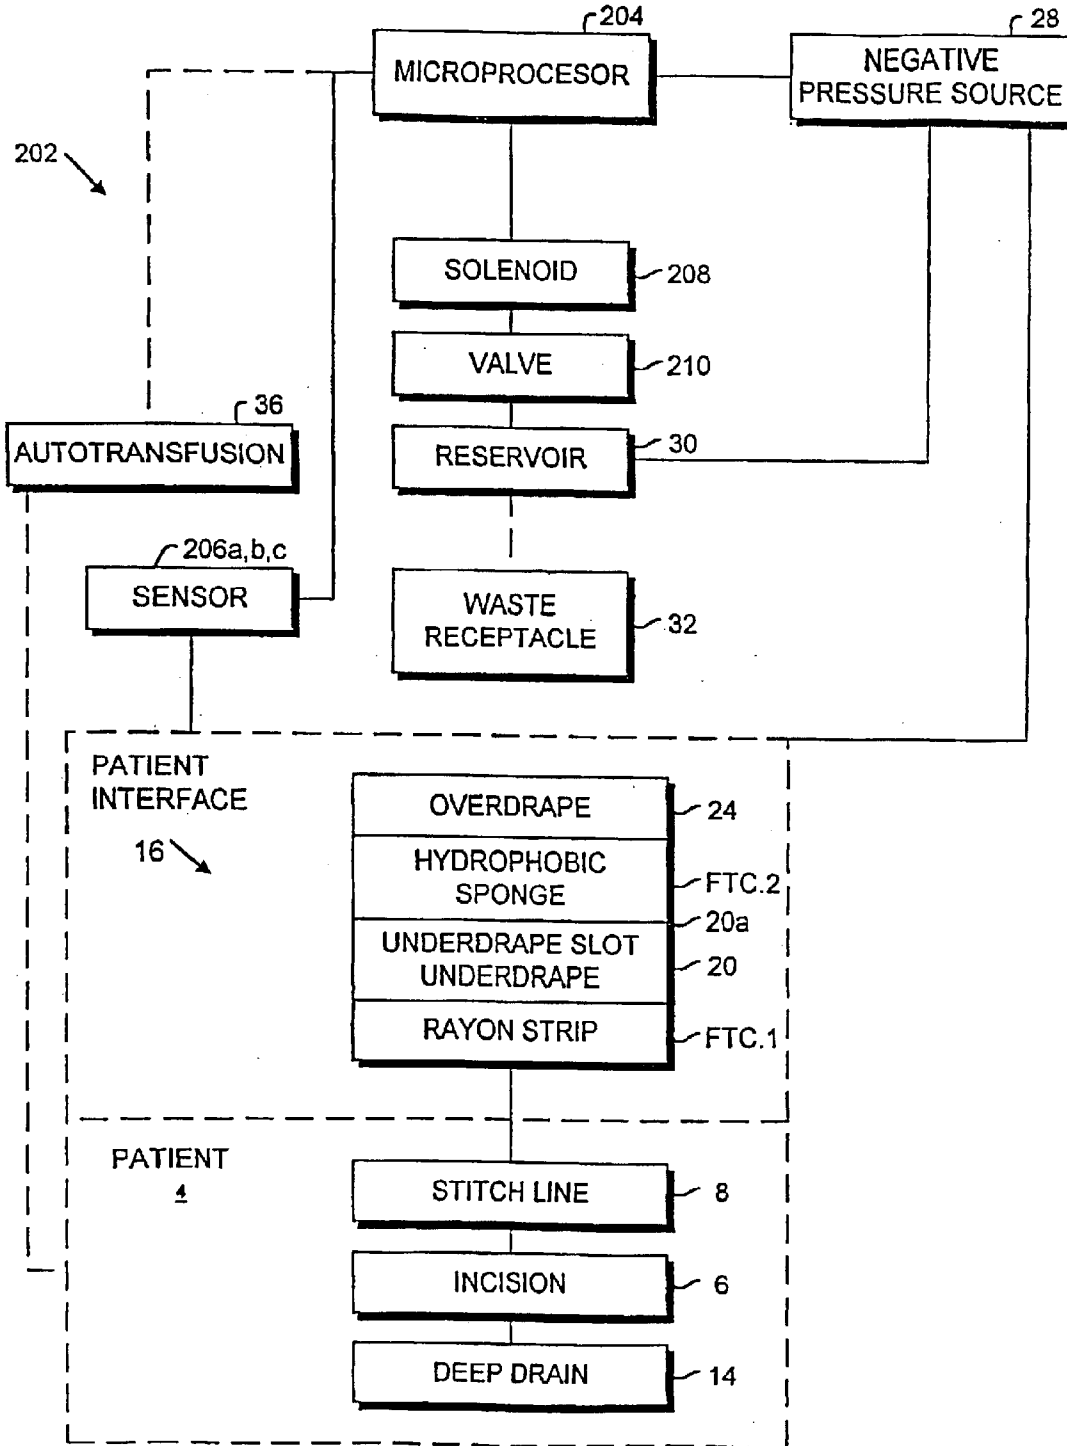 204
28
MICROPROCESOR
NEGATIVE
PRESSURE SOURCE
202
SOLENOID
208
VALVE
210
36
AUTOTRANSFUSION
RESERVOIR
30
206a,b,c
SENSOR
WASTE
RECEPTACLE
32
PATIENT
INTERFACE
16
OVERDRAPE
24
HYDROPHOBIC
SPONGE
FTC.2
20a
UNDERDRAPE SLOT
UNDERDRAPE
20
RAYON STRIP
FTC.1
PATIENT
4
STITCH LINE
8
INCISION
6
DEEP DRAIN
14